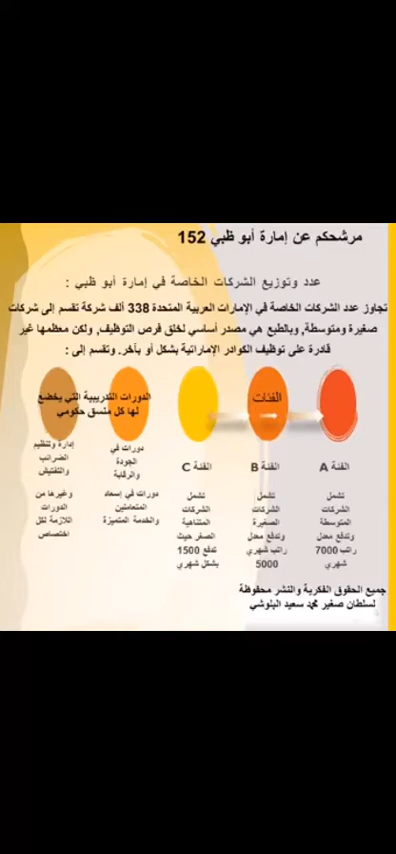 مرشحكم عن إمارة أبو ظبي 152
عدد وتوزيع الشركات الخاصة في إمارة أبو ظبي :
تجاوز عدد الشركات الخاصة في الإمارات العربية المتحدة 338 ألف شركة تقسم إلى شركات
صغيرة ومتوسطة, وبالطبع هي مصدر أساسي لخلق فرص التوظيف, ولكن معظمها غير
قادرة على توظيف الكوادر الإماراتية بشكل أو بآخر. وتقسم إلى :
الفئات
الفئة A
تشمل
الشركات
المتوسطة
وتدفع معدل
راتب 7000
شهري
الفئة B
تشمل
الشركات
الصغيرة
وتدفع معدل
راتب شهري
5000
الفئة C
تشمل
الشركات
المتناهية
الصغر حيث
تدفع 1500
بشكل شهري
الدورات التدريبية التي يخضع
لها كل منسق حكومي
دورات في
الجودة
والرقابة
دورات في إسعاد
المتعاملين
والخدمة المتميزة
إدارة وتنظيم
الضرائب
والتفتيش
وغيرها من
الدورات
اللازمة لكل
اختصاص
جميع الحقوق الفكرية والنشر محفوظة
لسلطان صغير محمد سعيد البلوشي